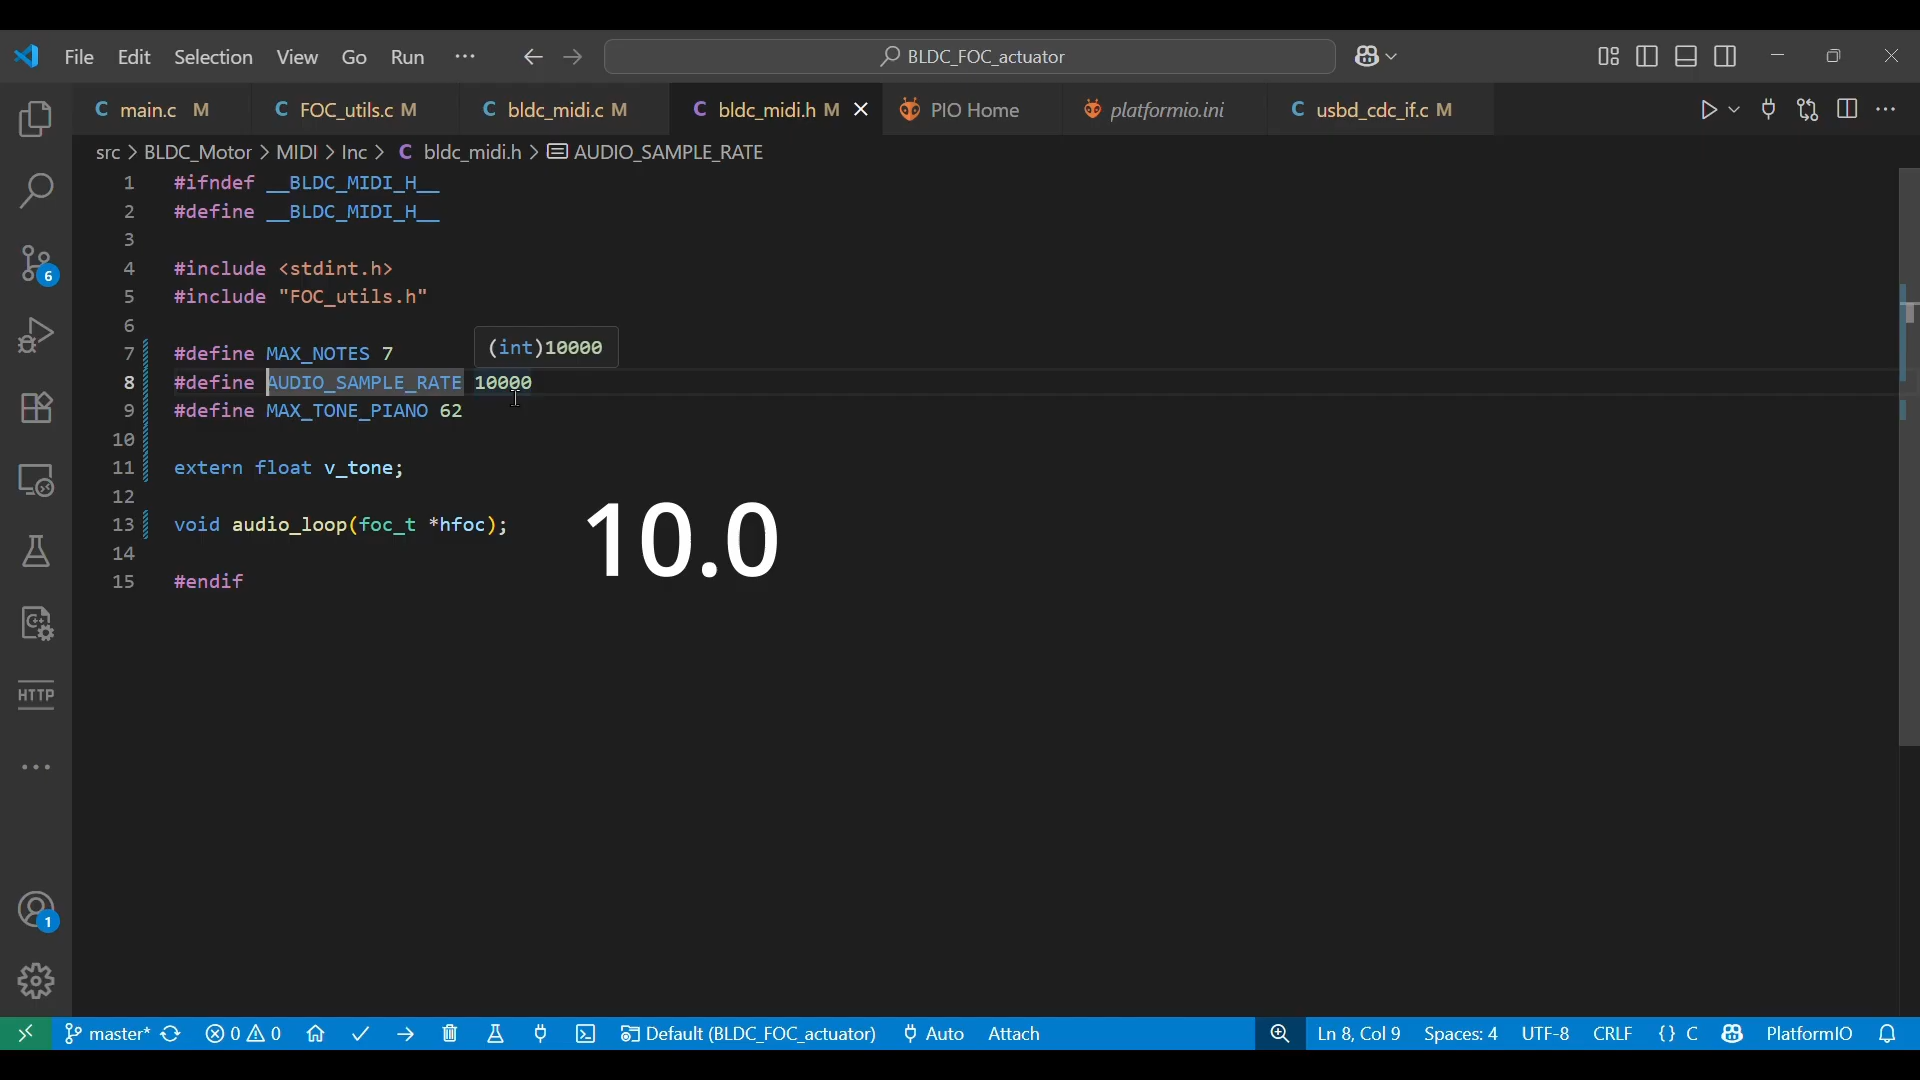 File Edit Selection View Go Run ··· BLDC_FOC_actuator
C main.c M C FOC_utils.c M C bldc_midi.c M C bldc_midi.h M PIO Home platformio.ini C usbd_cdc_if.c M
src > BLDC_Motor > MIDI > Inc > C bldc_midi.h > AUDIO_SAMPLE_RATE
1 #ifndef __BLDC_MIDI_H__
2 #define __BLDC_MIDI_H__
3
4 #include <stdint.h>
5 #include "FOC_utils.h"
6
(int)10000
7 #define MAX_NOTES 7
8 #define AUDIO_SAMPLE_RATE 10000
9 #define MAX_TONE_PIANO 62
10
11 extern float v_tone;
12
13 void audio_loop(foc_t *hfoc);
14
15 #endif
10.0
6
HTTP
1
master* 0 0 Default (BLDC_FOC_actuator) Auto Attach Ln 8, Col 9 Spaces: 4 UTF-8 CRLF {} C PlatformIO